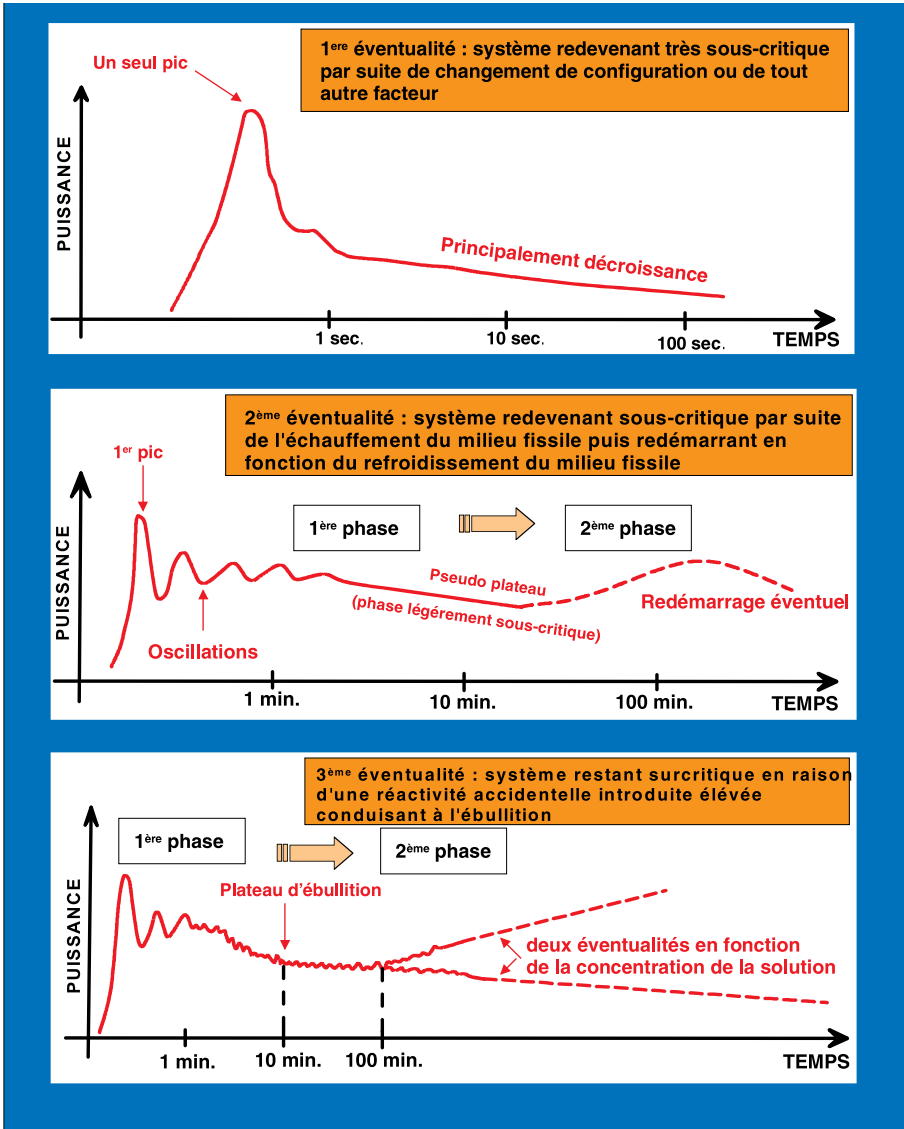 1ere éventualité : système redevenant très sous-critique
par suite de changement de configuration ou de tout
autre facteur
Un seul pic
PUISSANCE
Principalement décroissance
1 sec.
10 sec.
100 sec.
TEMPS
2ème éventualité : système redevenant sous-critique par suite
de l'échauffement du milieu fissile puis redémarrant en
fonction du refroidissement du milieu fissile
1er pic
1ère phase
2ème phase
PUISSANCE
Pseudo plateau
(phase légérement sous-critique)
Redémarrage éventuel
Oscillations
1 min.
10 min.
100 min.
TEMPS
3ème éventualité : système restant surcritique en raison
d'une réactivité accidentelle introduite élévée
conduisant à l'ébullition
1ère phase
2ème phase
Plateau d'ébullition
PUISSANCE
deux éventualités en fonction
de la concentration de la solution
1 min.
10 min.
100 min.
TEMPS